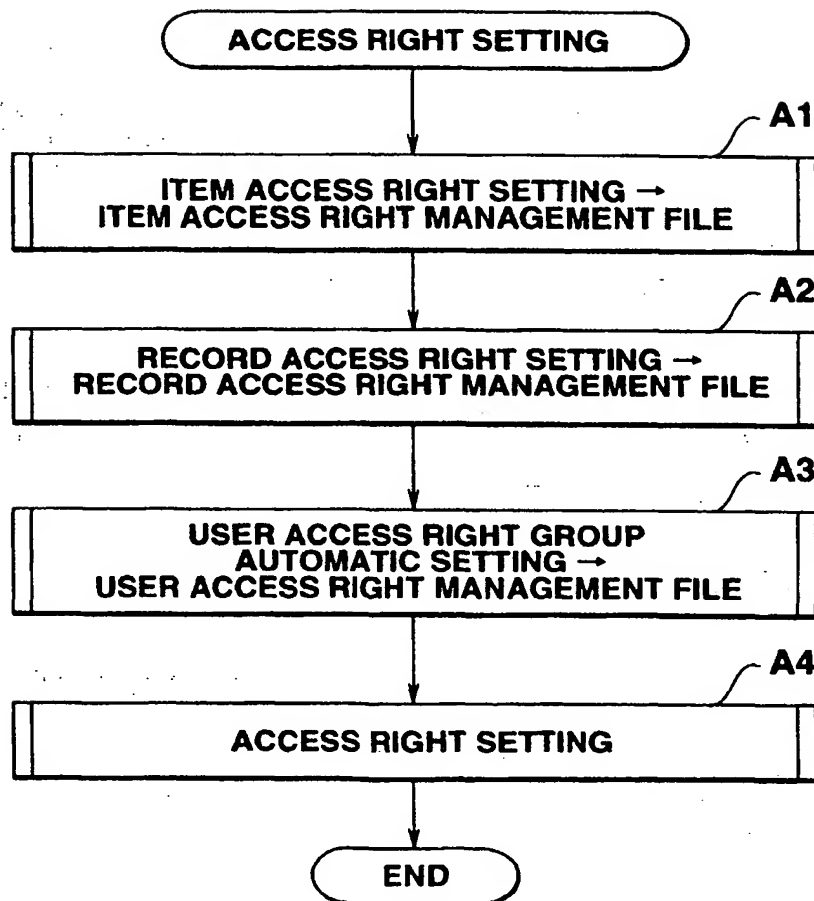 ACCESS RIGHT SETTING
A1
ITEM ACCESS RIGHT SETTING →
ITEM ACCESS RIGHT MANAGEMENT FILE
A2
RECORD ACCESS RIGHT SETTING →
RECORD ACCESS RIGHT MANAGEMENT FILE
A3
USER ACCESS RIGHT GROUP
AUTOMATIC SETTING →
USER ACCESS RIGHT MANAGEMENT FILE
A4
ACCESS RIGHT SETTING
END